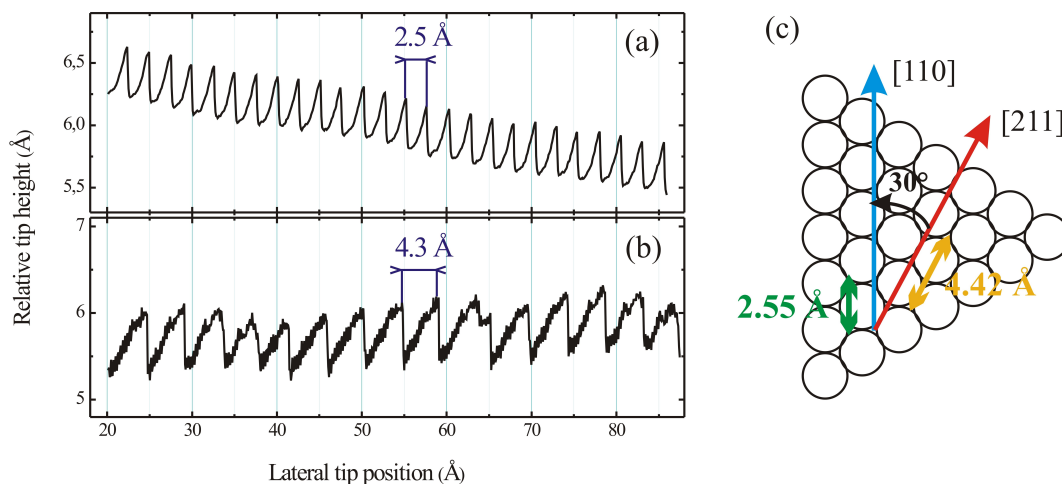 (a)
2.5 Å
6,5
6,0
5,5
Relative tip height (Å)
(b)
4.3 Å
7
6
5
20 30 40 50 60 70 80
Lateral tip position (Å)
(c)
[110]
[211]
30°
2.55 Å
4.42 Å